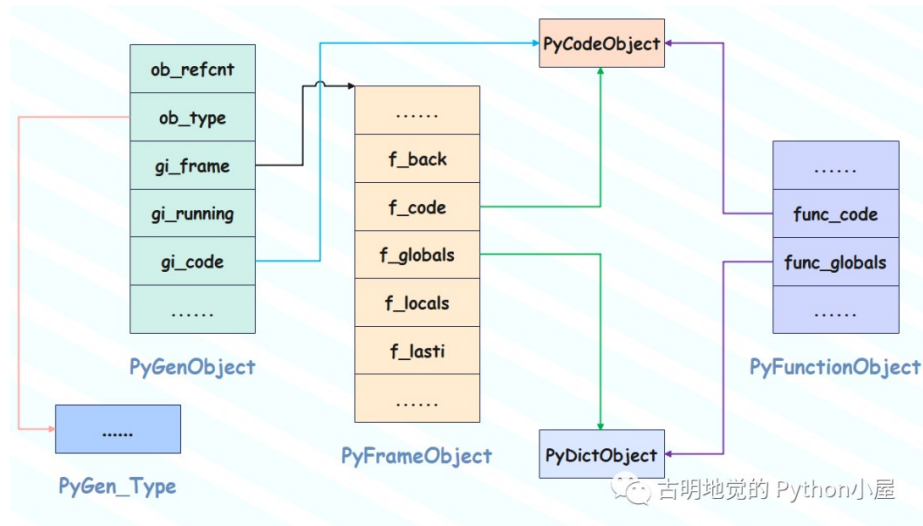 PyCodeObject
ob_refcnt
ob_type
gi_frame
gi_running
gi_code
......
PyGenObject
......
PyGen_Type
......
f_back
f_code
f_globals
f_locals
f_lasti
......
PyFrameObject
......
func_code
func_globals
......
PyFunctionObject
PyDictObject
古明地觉的 Python小屋